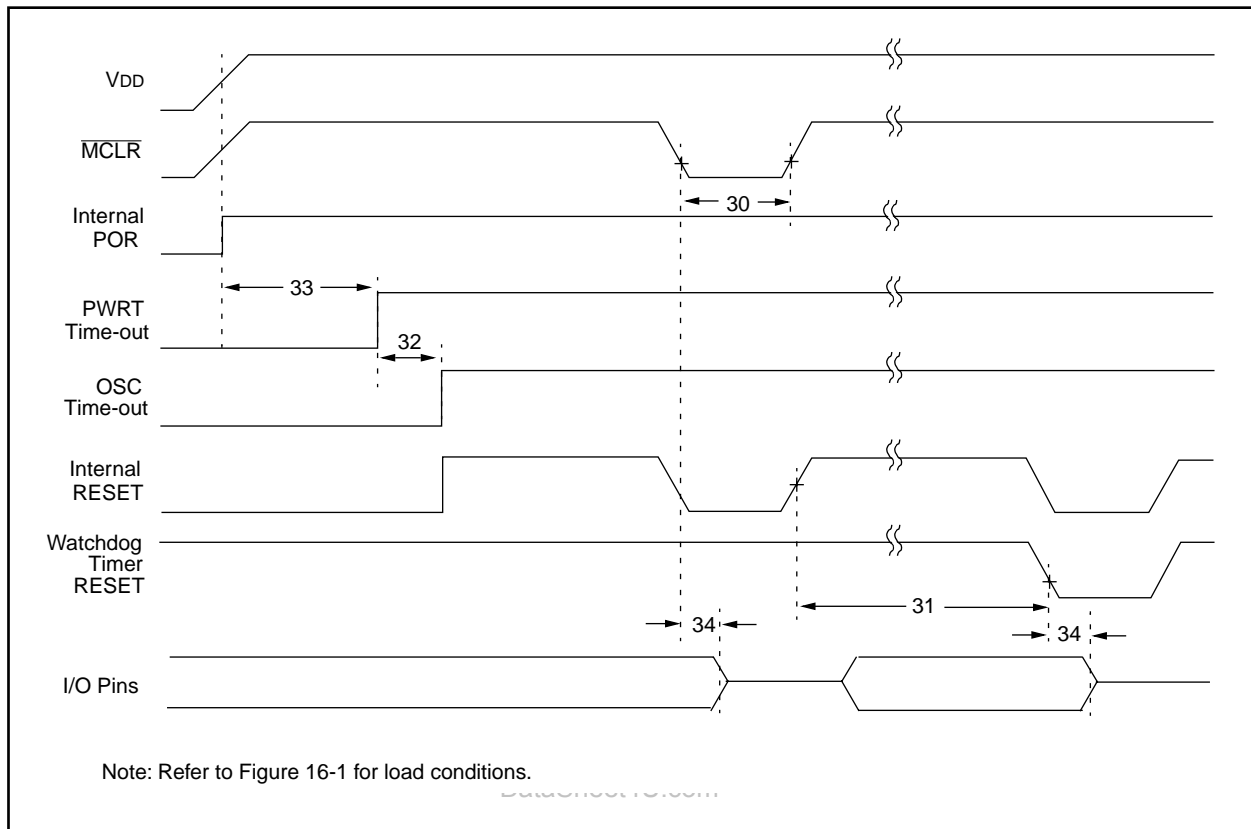 VDD
MCLR
30
Internal
POR
33
PWRT
Time-out
32
OSC
Time-out
Internal
RESET
Watchdog
Timer
RESET
31
34
34
I/O Pins
Note: Refer to Figure 16-1 for load conditions.